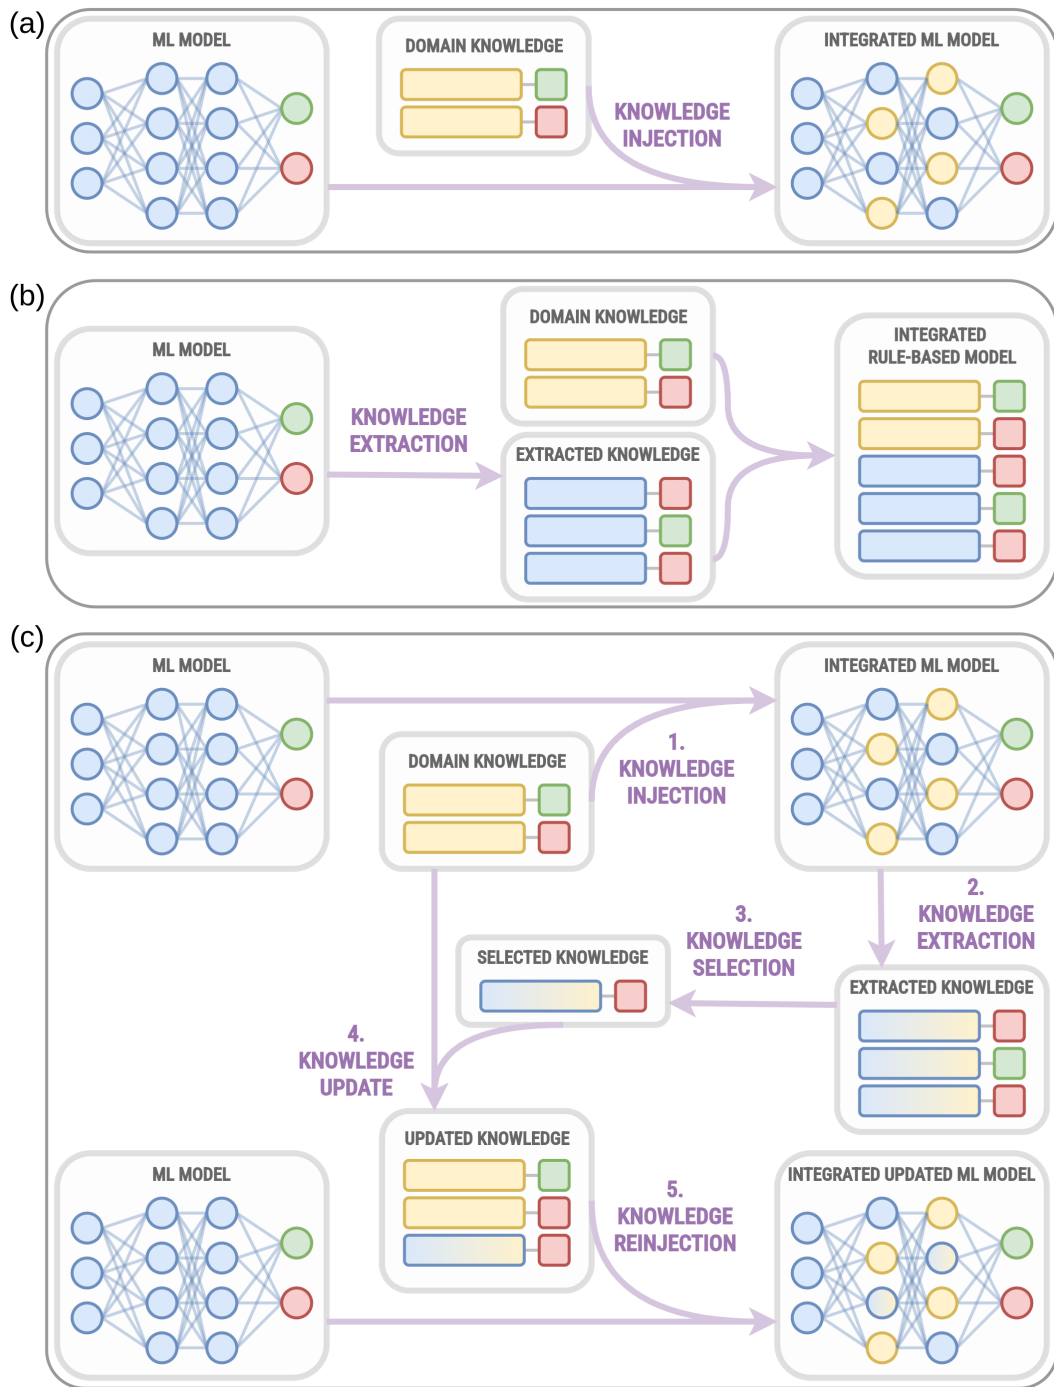 (a)
ML MODEL
DOMAIN KNOWLEDGE
KNOWLEDGE
INJECTION
INTEGRATED ML MODEL
(b)
ML MODEL
KNOWLEDGE
EXTRACTION
DOMAIN KNOWLEDGE
EXTRACTED KNOWLEDGE
INTEGRATED
RULE-BASED MODEL
(c)
ML MODEL
DOMAIN KNOWLEDGE
1.
KNOWLEDGE
INJECTION
INTEGRATED ML MODEL
2.
KNOWLEDGE
EXTRACTION
EXTRACTED KNOWLEDGE
3.
KNOWLEDGE
SELECTION
SELECTED KNOWLEDGE
4.
KNOWLEDGE
UPDATE
UPDATED KNOWLEDGE
ML MODEL
5.
KNOWLEDGE
REINJECTION
INTEGRATED UPDATED ML MODEL